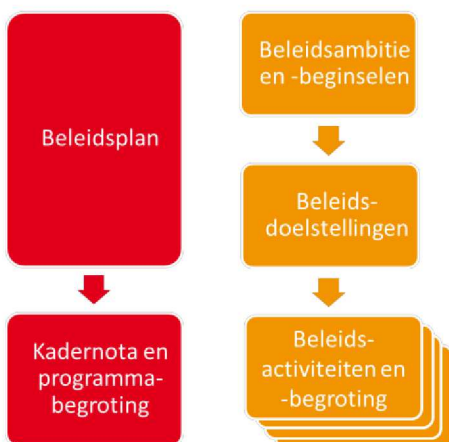 Beleidsplan
Kadernota en
programma-
begroting
Beleidsambitie
en -beginselen
Beleids-
doelstellingen
Beleids-
activiteiten en
-begroting